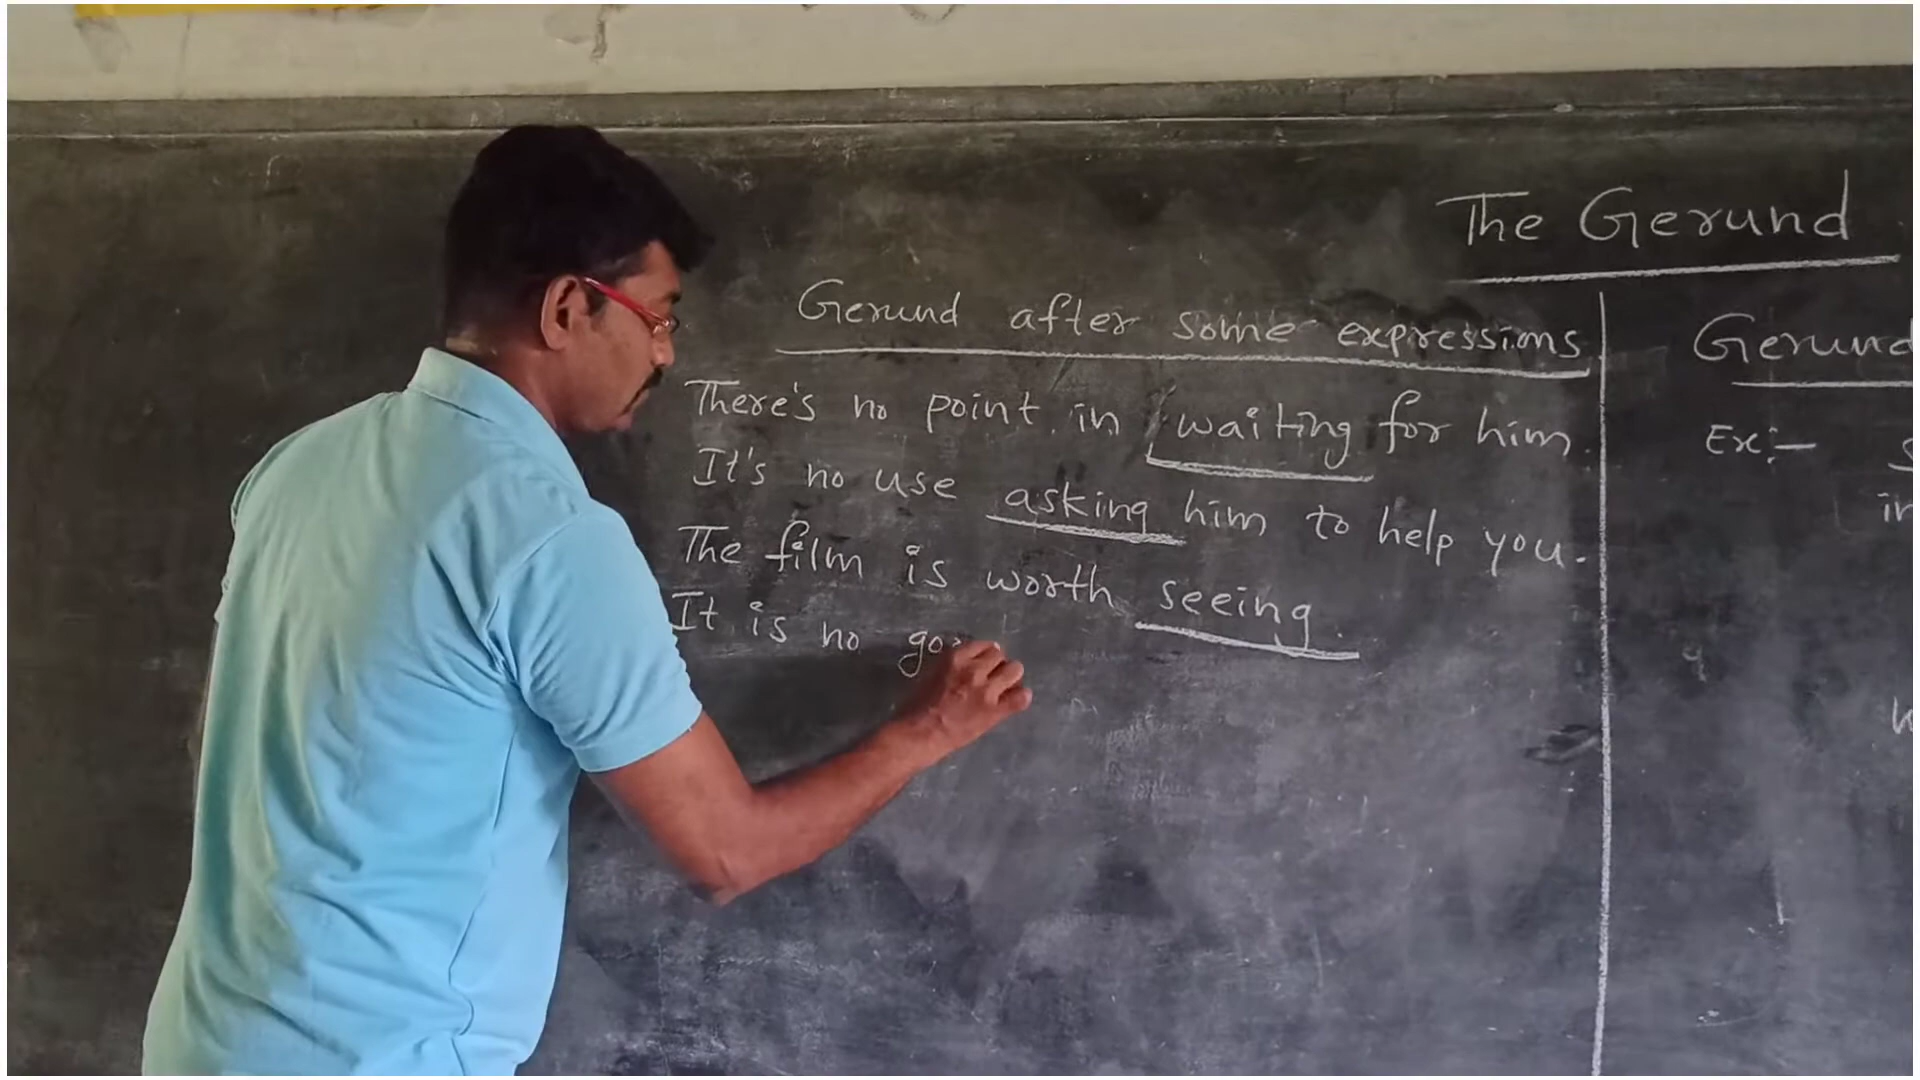 The Gerund
Gerund after some expressions
There's no point in waiting for him.
It's no use asking him to help you.
The film is worth seeing.
It is no
Gerund
Ex:-